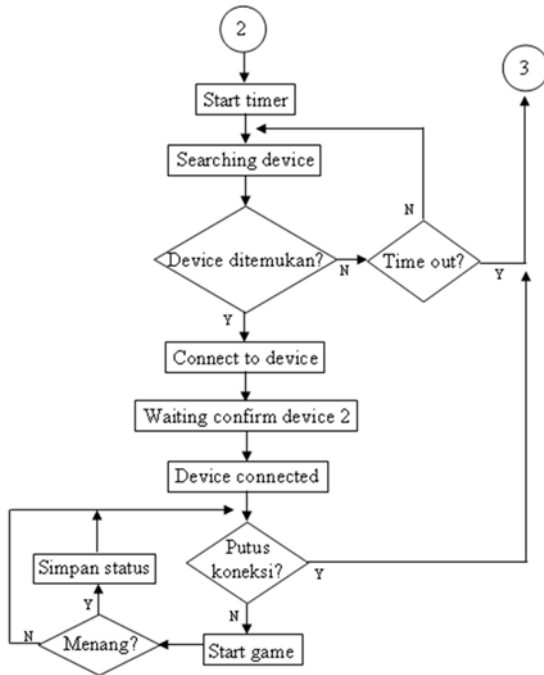 2
3
Start timer
Searching device
N
Device ditemukan?
N
Time out?
Y
Y
Connect to device
Waiting confirm device 2
Device connected
Putus
koneksi?
Y
Simpan status
Y
N
N
Menang?
Start game